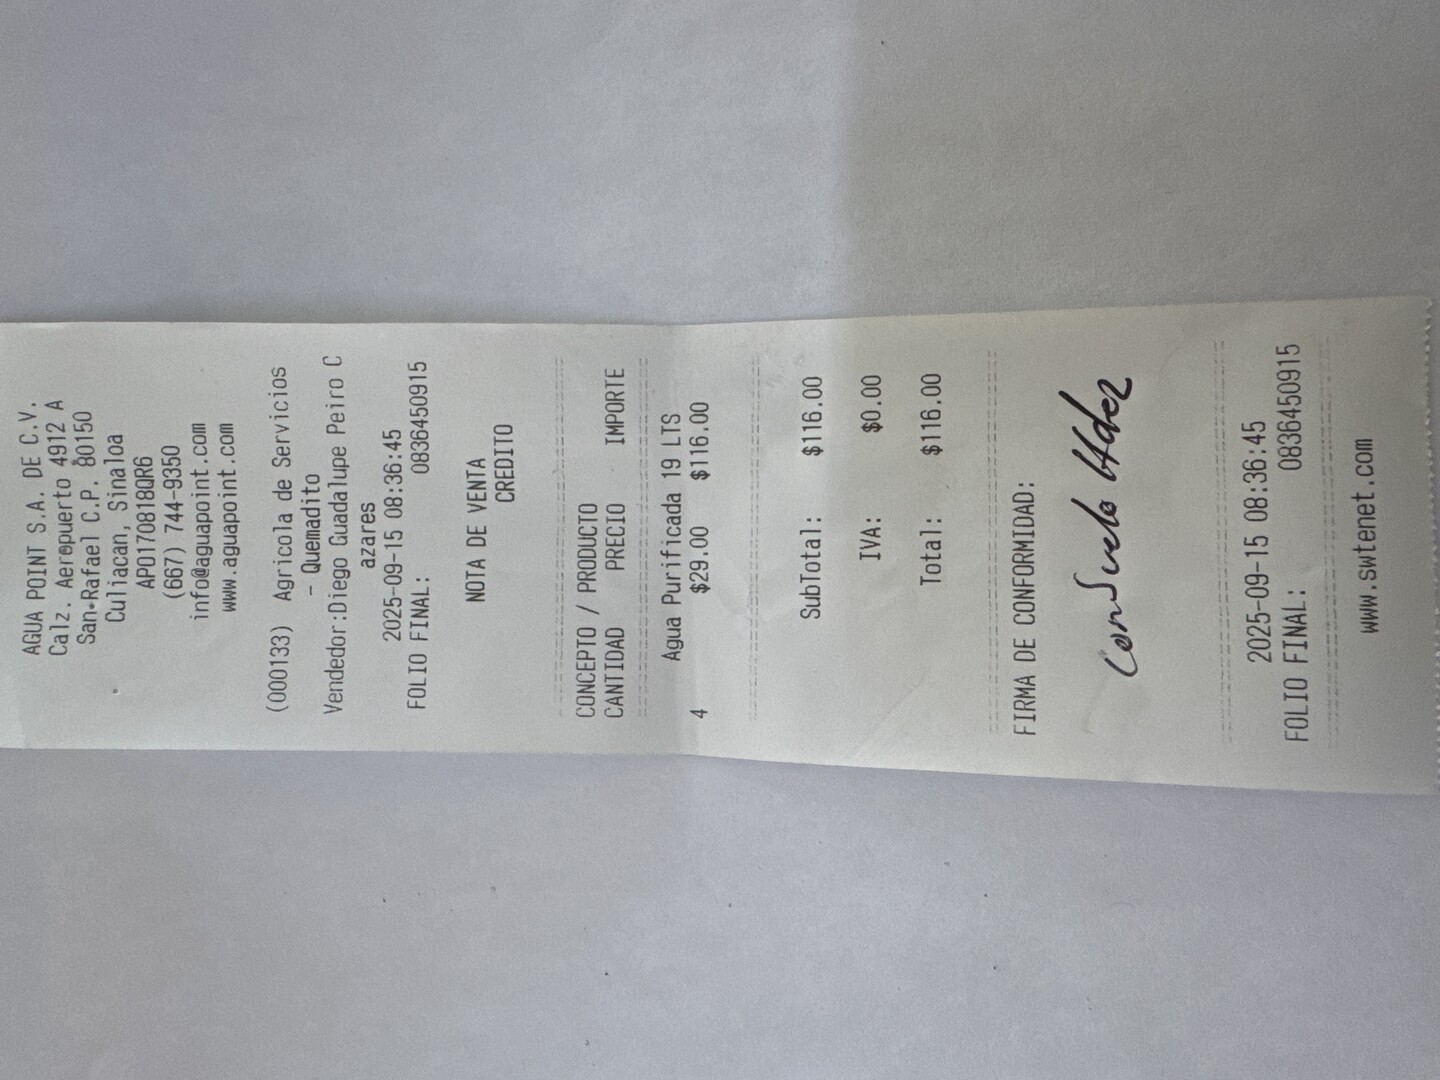 AGUA POINT S.A. DE C.V.
Calz. Aeropuerto 4912 A
San Rafael C.P. 80150
Culiacan, Sinaloa
APO170818QR6
(667) 744-9350
info@aguapoint.com
www.aguapoint.com
(000133) Agricola de Servicios
- Quemadito
Vendedor:Diego Guadalupe Peiro C
azares
2025-09-15 08:36:45
FOLIO FINAL: 0836450915
NOTA DE VENTA
CREDITO
CONCEPTO / PRODUCTO
CANTIDAD PRECIO IMPORTE
Agua Purificada 19 LTS
4 $29.00 $116.00
SubTotal: $116.00
IVA: $0.00
Total: $116.00
FIRMA DE CONFORMIDAD:
Consuelo Hdez
2025-09-15 08:36:45
FOLIO FINAL: 0836450915
www.swtenet.com